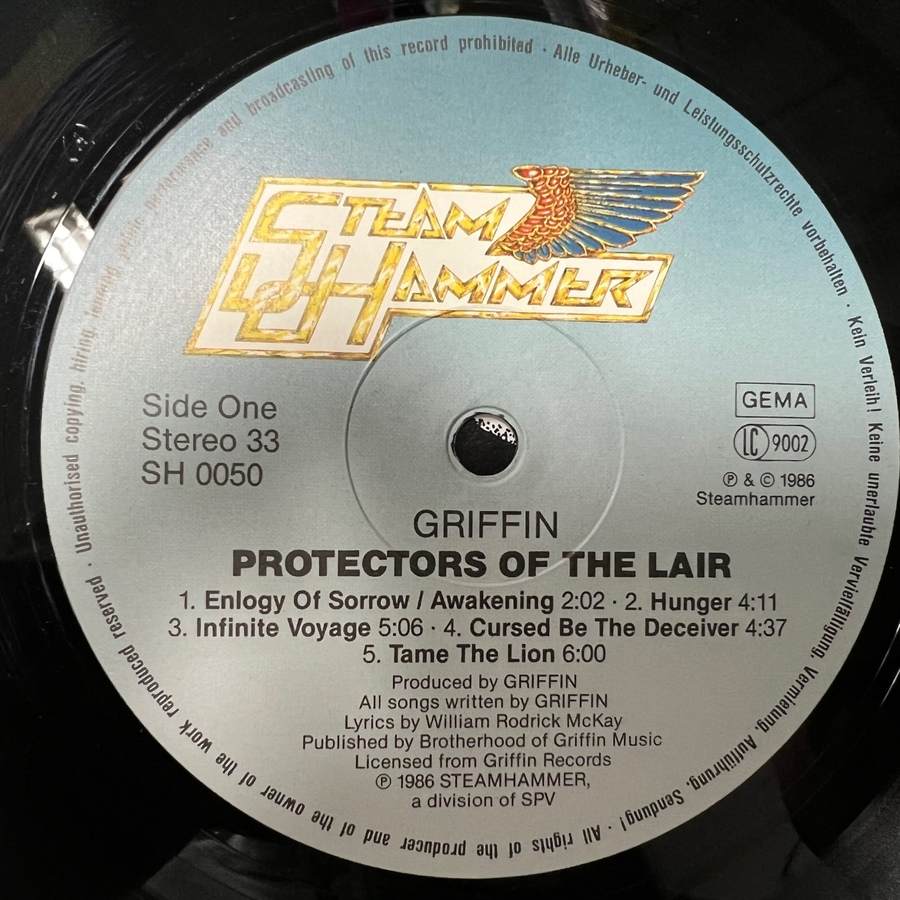 Unauthorised copying, hiring, lending, public performance and broadcasting of this record prohibited · Alle Urheber- und Leistungsschutzrechte vorbehalten · Kein Verleih! Keine unerlaubte Vervielfältigung, Vermietung, Aufführung, Sendung! · All rights of the producer and of the owner of the work reproduced reserved ·
STEAM
HAMMER
Side One
Stereo 33
SH 0050
GEMA
LC 9002
℗ & © 1986
Steamhammer
GRIFFIN
PROTECTORS OF THE LAIR
1. Enlogy Of Sorrow / Awakening 2:02 · 2. Hunger 4:11
3. Infinite Voyage 5:06 · 4. Cursed Be The Deceiver 4:37
5. Tame The Lion 6:00
Produced by GRIFFIN
All songs written by GRIFFIN
Lyrics by William Rodrick McKay
Published by Brotherhood of Griffin Music
Licensed from Griffin Records
℗ 1986 STEAMHAMMER,
a division of SPV